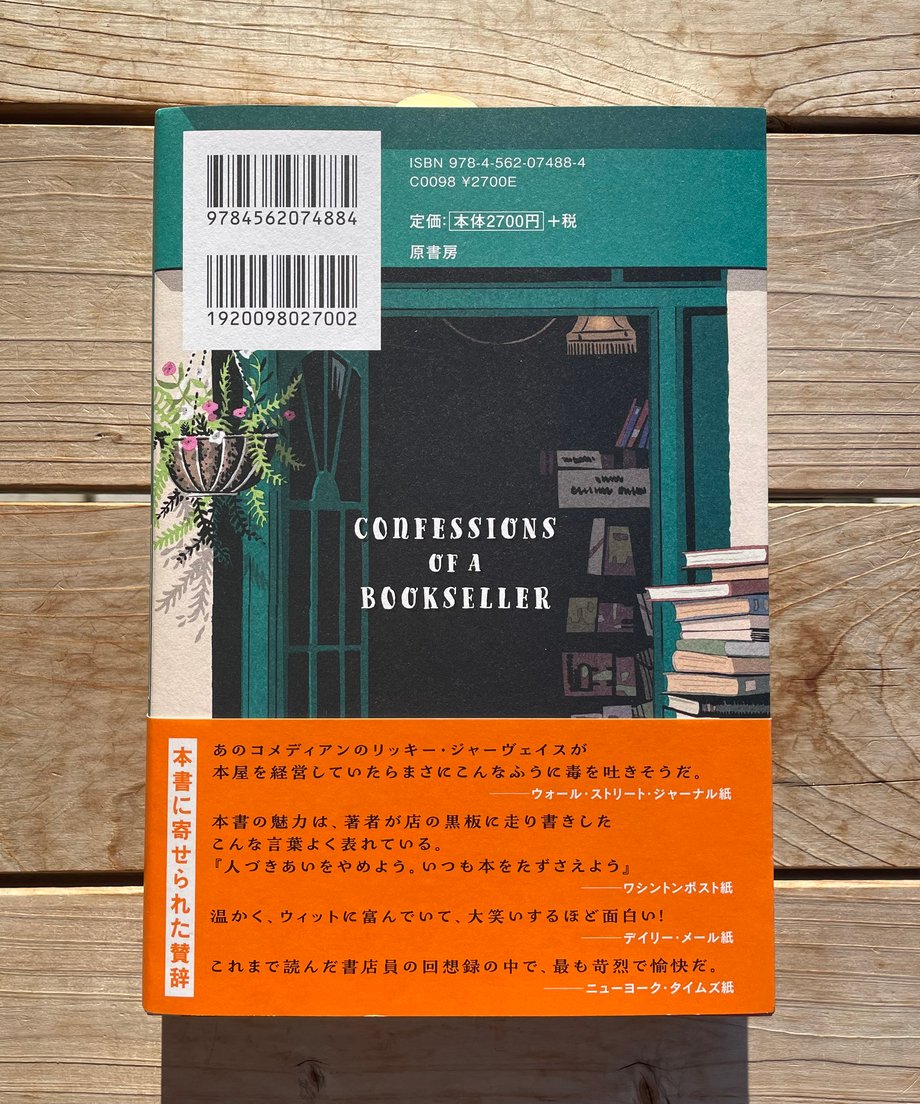 ISBN 978-4-562-07488-4
C0098 ¥2700E
9784562074884
定価：本体2700円＋税
原書房
1920098027002
CONFESSIONS
OF A
BOOKSELLER
本書に寄せられた賛辞
あのコメディアンのリッキー・ジャーヴェイスが
本屋を経営していたらまさにこんなふうに毒を吐きそうだ。
――ウォール・ストリート・ジャーナル紙
本書の魅力は、著者が店の黒板に走り書きした
こんな言葉よく表れている。
『人づきあいをやめよう。いつも本をたずさえよう』
――ワシントンポスト紙
温かく、ウィットに富んでいて、大笑いするほど面白い！
――デイリー・メール紙
これまで読んだ書店員の回想録の中で、最も苛烈で愉快だ。
――ニューヨーク・タイムズ紙